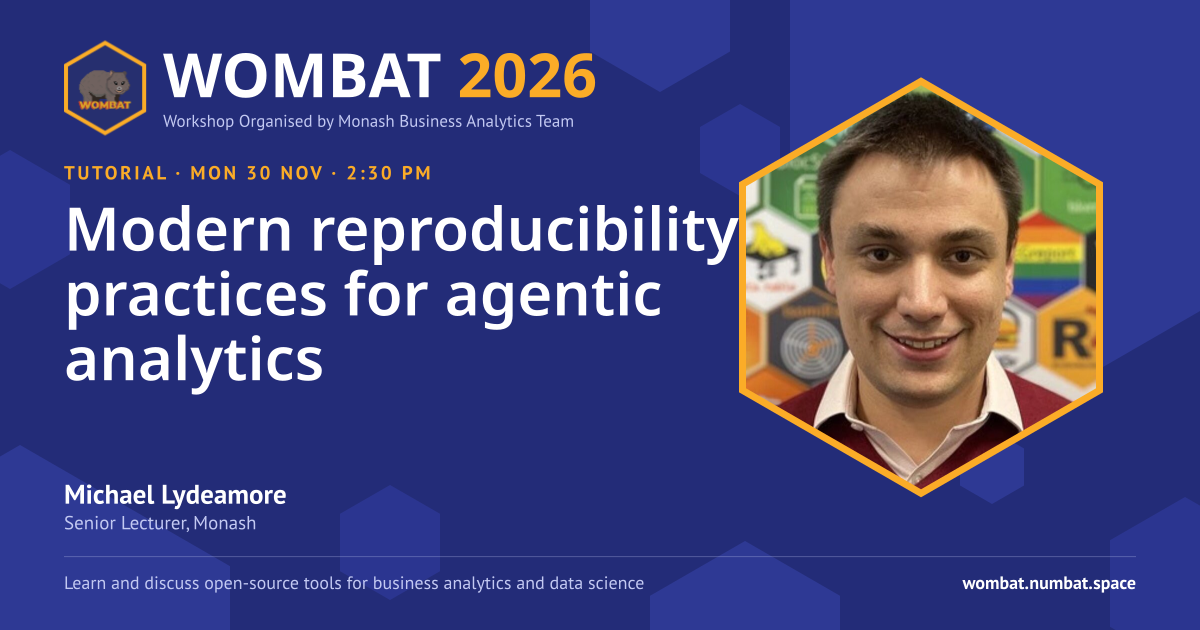 WOMBAT
WOMBAT 2026
Workshop Organised by Monash Business Analytics Team
TUTORIAL · MON 30 NOV · 2:30 PM
Modern reproducibility
practices for agentic
analytics
Michael Lydeamore
Senior Lecturer, Monash
Learn and discuss open-source tools for business analytics and data science
wombat.numbat.space